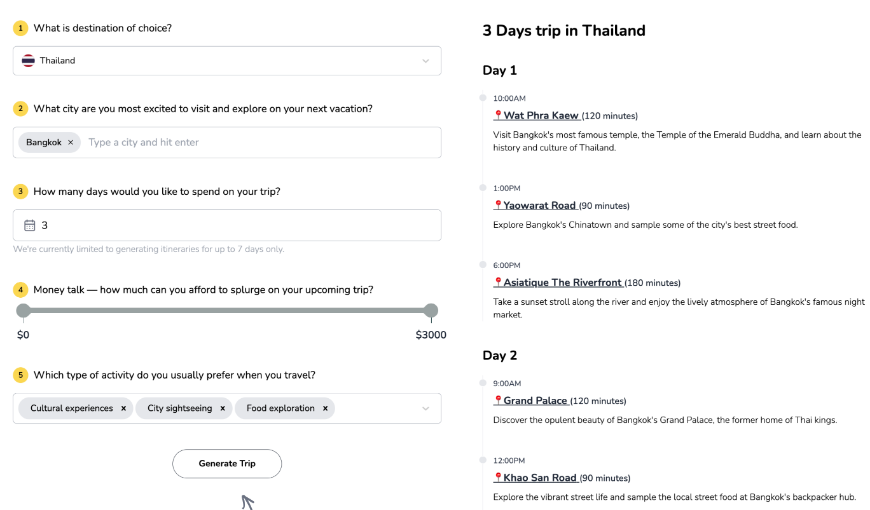 1 What is destination of choice?
Thailand
2 What city are you most excited to visit and explore on your next vacation?
Bangkok × Type a city and hit enter
3 How many days would you like to spend on your trip?
3
We're currently limited to generating itineraries for up to 7 days only.
4 Money talk — how much can you afford to splurge on your upcoming trip?
$0 $3000
5 Which type of activity do you usually prefer when you travel?
Cultural experiences × City sightseeing × Food exploration ×
Generate Trip
3 Days trip in Thailand
Day 1
10:00AM
Wat Phra Kaew (120 minutes)
Visit Bangkok's most famous temple, the Temple of the Emerald Buddha, and learn about the
history and culture of Thailand.
1:00PM
Yaowarat Road (90 minutes)
Explore Bangkok's Chinatown and sample some of the city's best street food.
6:00PM
Asiatique The Riverfront (180 minutes)
Take a sunset stroll along the river and enjoy the lively atmosphere of Bangkok's famous night
market.
Day 2
9:00AM
Grand Palace (120 minutes)
Discover the opulent beauty of Bangkok's Grand Palace, the former home of Thai kings.
12:00PM
Khao San Road (90 minutes)
Explore the vibrant street life and sample the local street food at Bangkok's backpacker hub.